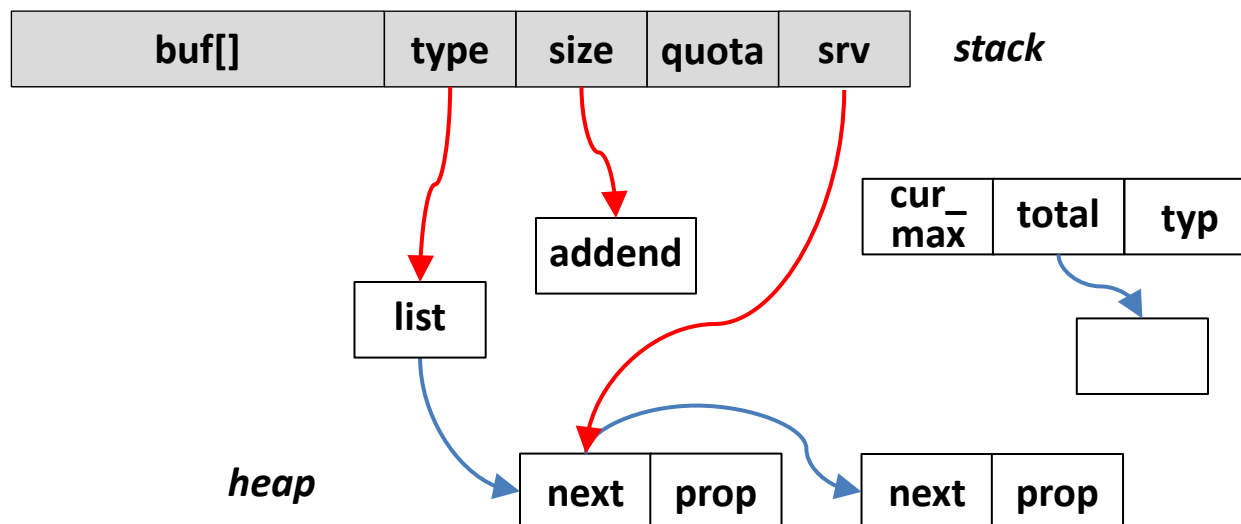 buf[] type size quota srv stack
cur_
max total typ
addend
list
heap next prop next prop